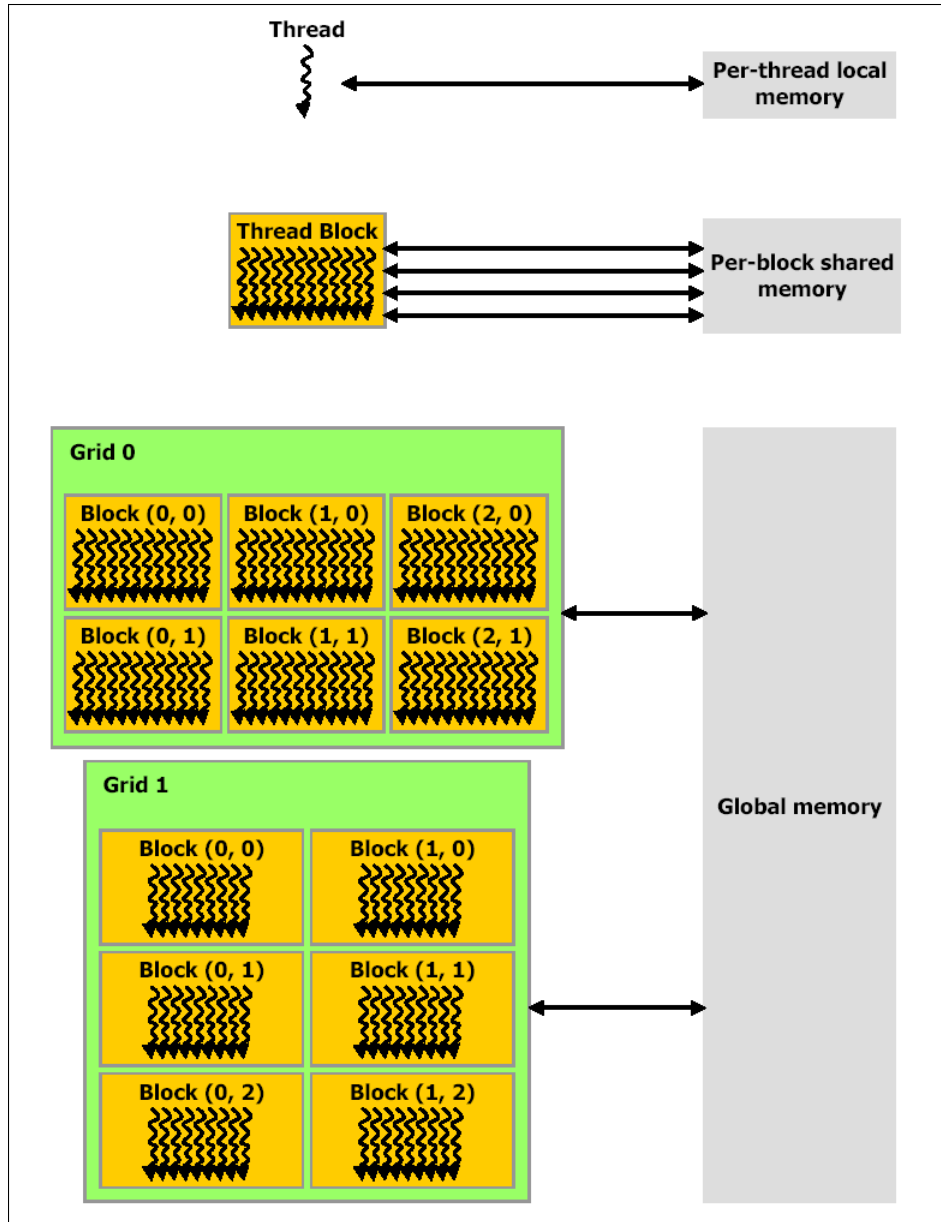 Thread
Per-thread local
memory
Thread Block
Per-block shared
memory
Grid 0
Block (0, 0)
Block (1, 0)
Block (2, 0)
Block (0, 1)
Block (1, 1)
Block (2, 1)
Grid 1
Block (0, 0)
Block (1, 0)
Block (0, 1)
Block (1, 1)
Block (0, 2)
Block (1, 2)
Global memory